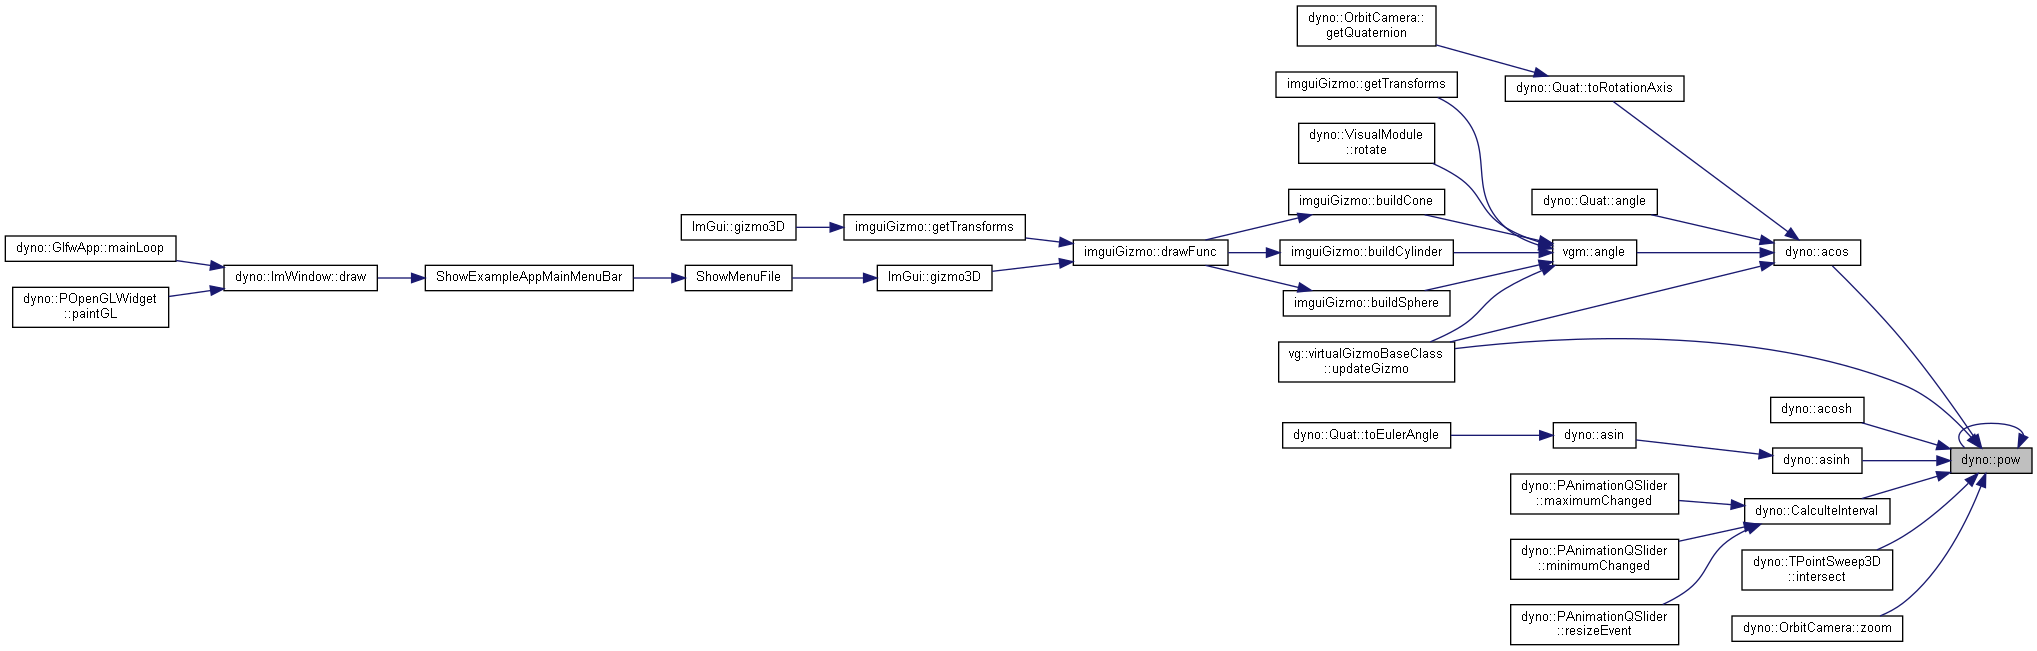 dyno::OrbitCamera::
getQuaternion
imguiGizmo::getTransforms
dyno::Quat::toRotationAxis
dyno::VisualModule
::rotate
imguiGizmo::buildCone
dyno::Quat::angle
ImGui::gizmo3D
imguiGizmo::getTransforms
dyno::GlfwApp::mainLoop
imguiGizmo::drawFunc
imguiGizmo::buildCylinder
vgm::angle
dyno::acos
dyno::ImWindow::draw
ShowExampleAppMainMenuBar
ShowMenuFile
ImGui::gizmo3D
dyno::POpenGLWidget
::paintGL
imguiGizmo::buildSphere
vg::virtualGizmoBaseClass
::updateGizmo
dyno::acosh
dyno::Quat::toEulerAngle
dyno::asin
dyno::asinh
dyno::pow
dyno::PAnimationQSlider
::maximumChanged
dyno::CalculteInterval
dyno::PAnimationQSlider
::minimumChanged
dyno::TPointSweep3D
::intersect
dyno::PAnimationQSlider
::resizeEvent
dyno::OrbitCamera::zoom